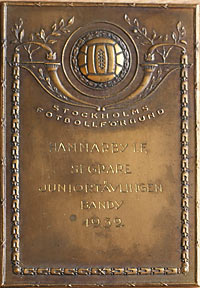 STOCKHOLMS
FOTBOLLFÖRBUND
HAMMARBY I.F.
SEGRARE
JUNIORTÄVLINGEN
BANDY
1932